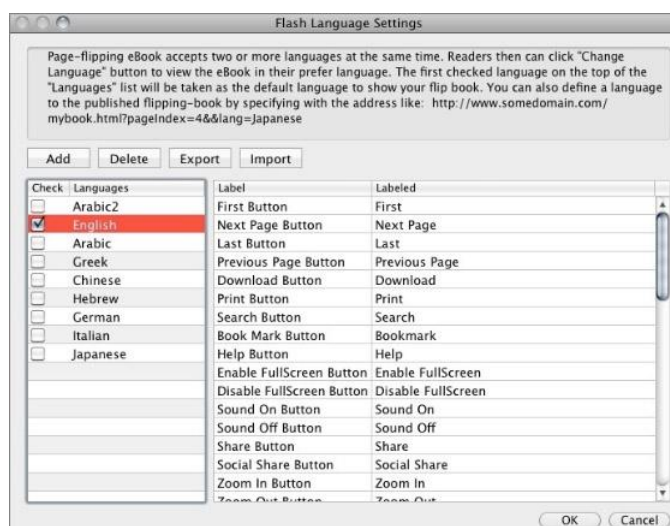 Flash Language Settings
Page-flipping eBook accepts two or more languages at the same time. Readers then can click "Change
Language" button to view the eBook in their prefer language. The first checked language on the top of the
"Languages" list will be taken as the default language to show your flip book. You can also define a language
to the published flipping-book by specifying with the address like: http://www.somedomain.com/
mybook.html?pageIndex=4&&lang=Japanese
Add Delete Export Import
Check Languages Label Labeled
Arabic2 First Button First
English Next Page Button Next Page
Arabic Last Button Last
Greek Previous Page Button Previous Page
Chinese Download Button Download
Hebrew Print Button Print
German Search Button Search
Italian Book Mark Button Bookmark
Japanese Help Button Help
Enable FullScreen Button Enable FullScreen
Disable FullScreen Button Disable FullScreen
Sound On Button Sound On
Sound Off Button Sound Off
Share Button Share
Social Share Button Social Share
Zoom In Button Zoom In
Zoom Out Button Zoom Out
OK Cancel